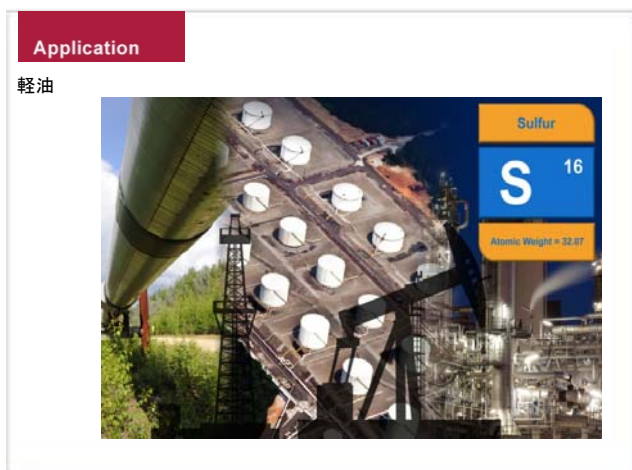 Application
軽油
Sulfur
S 16
Atomic Weight = 32.07